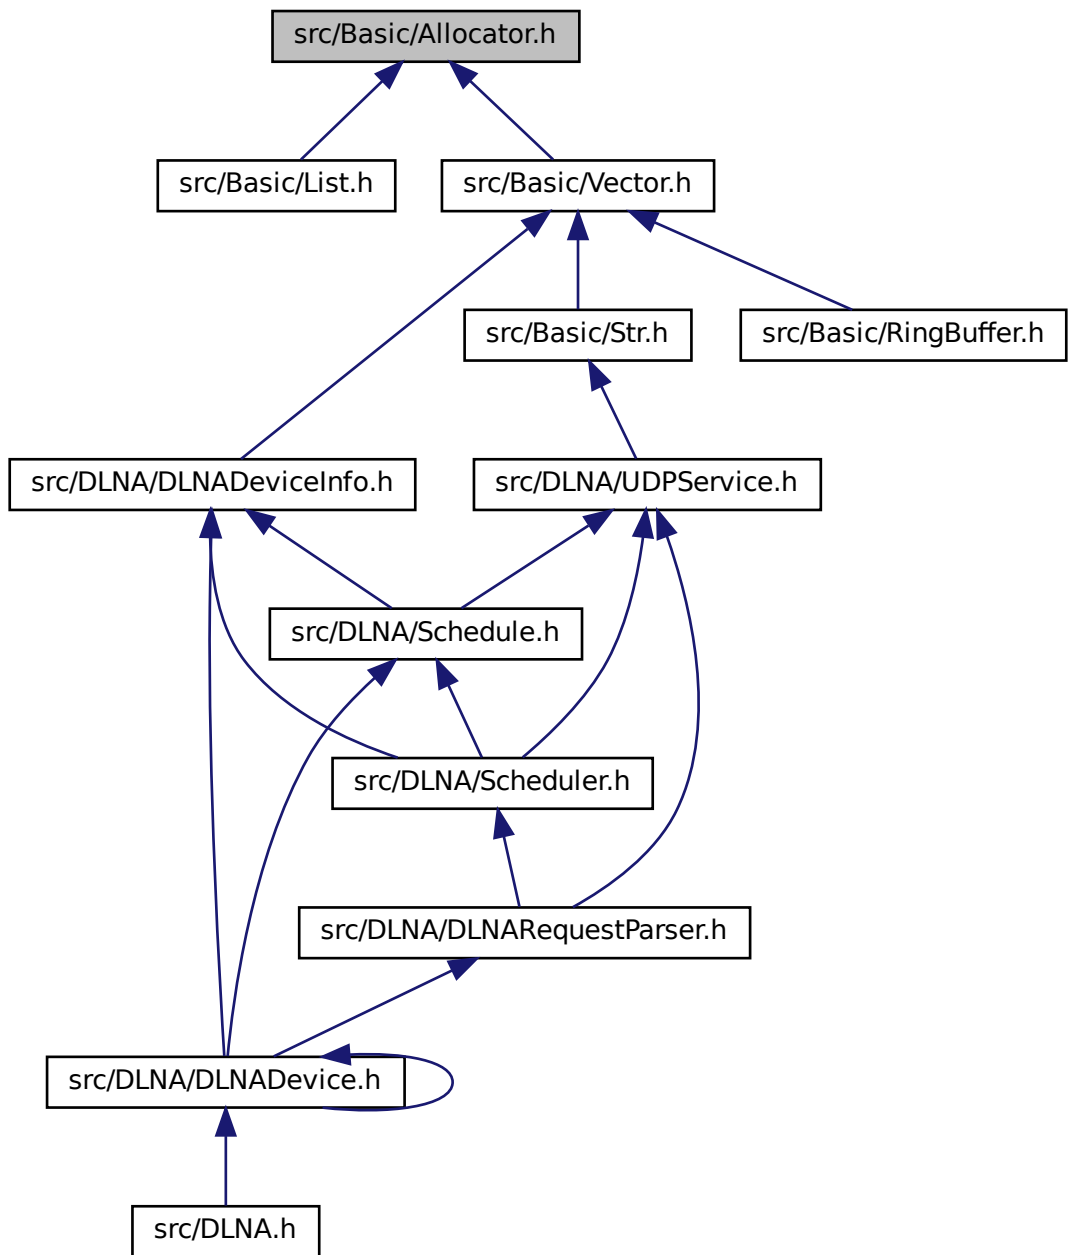 src/Basic/Allocator.h
src/Basic/List.h
src/Basic/Vector.h
src/Basic/Str.h
src/Basic/RingBuffer.h
src/DLNA/DLNADeviceInfo.h
src/DLNA/UDPService.h
src/DLNA/Schedule.h
src/DLNA/Scheduler.h
src/DLNA/DLNARequestParser.h
src/DLNA/DLNADevice.h
src/DLNA.h